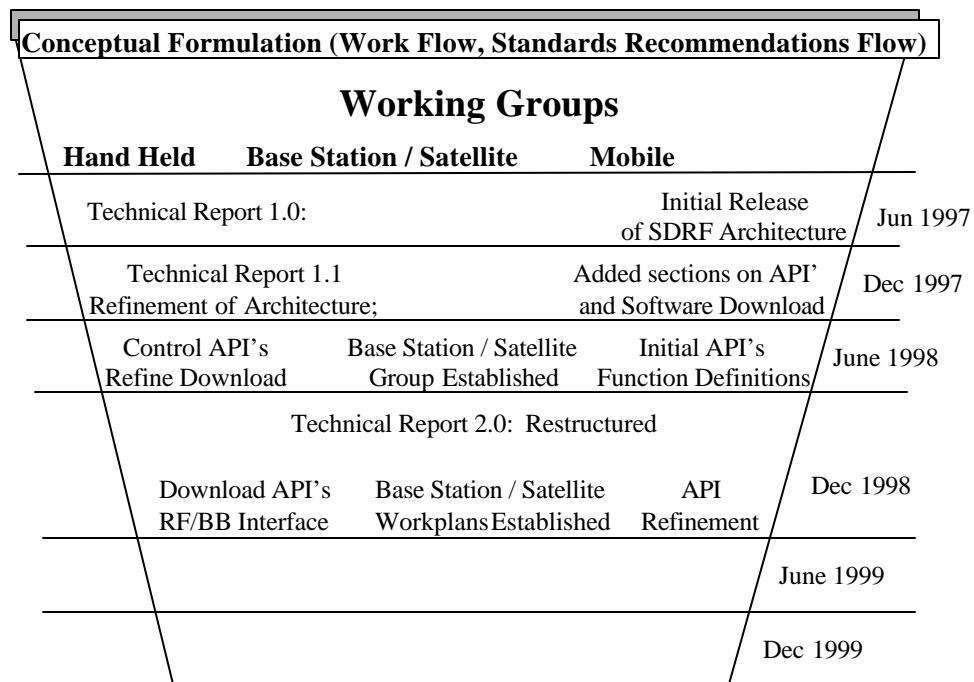 Conceptual Formulation (Work Flow, Standards Recommendations Flow)
Working Groups
Hand Held Base Station / Satellite Mobile
Technical Report 1.0: Initial Release
of SDRF Architecture Jun 1997
Technical Report 1.1 Added sections on API'
Refinement of Architecture; and Software Download Dec 1997
Control API's Base Station / Satellite Initial API's
Refine Download Group Established Function Definitions June 1998
Technical Report 2.0: Restructured
Download API's Base Station / Satellite API Dec 1998
RF/BB Interface Workplans Established Refinement
June 1999
Dec 1999